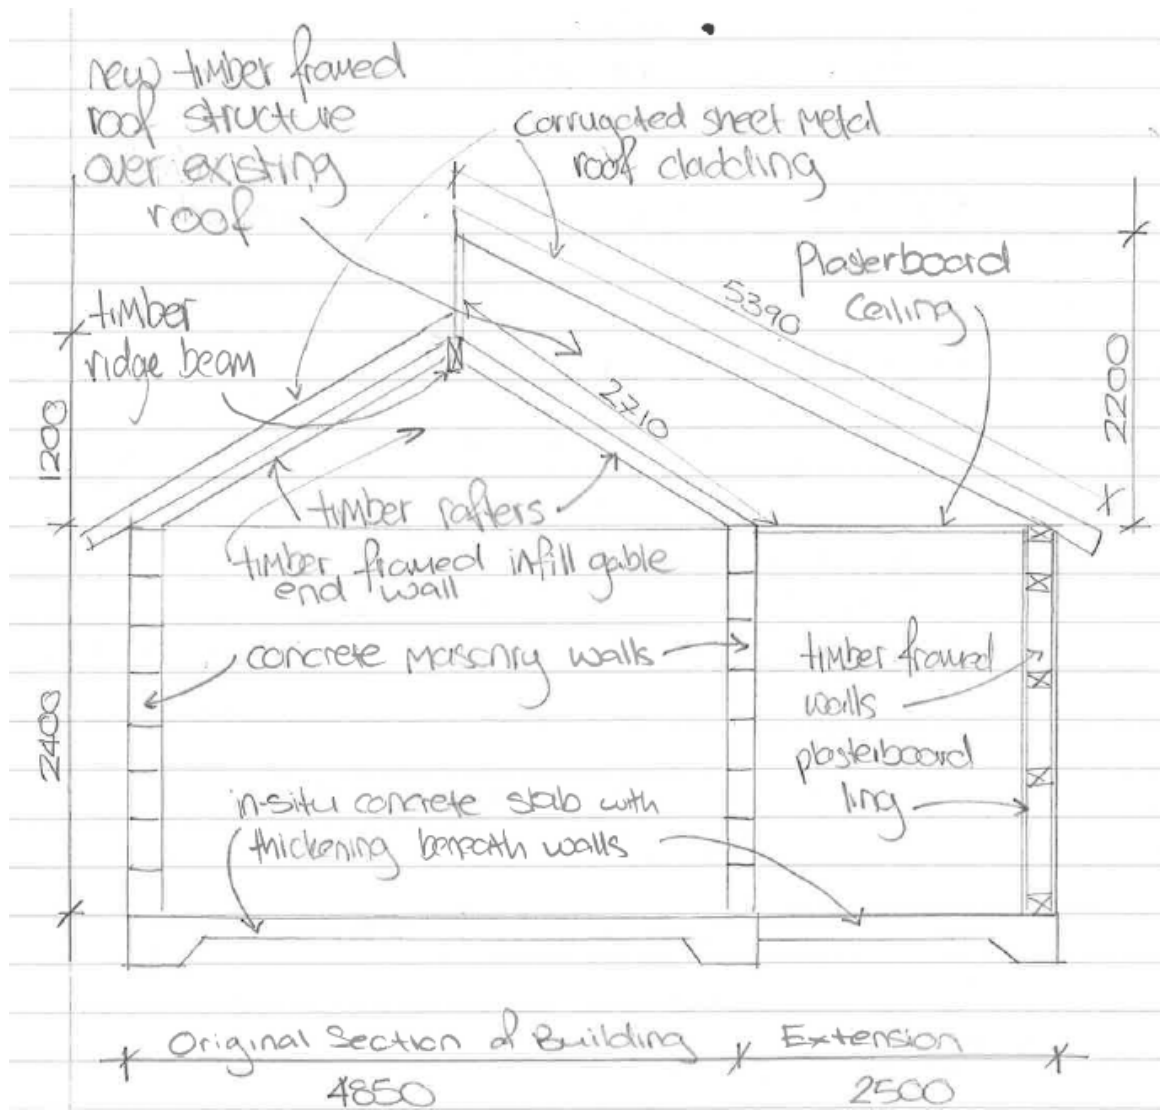 new timber framed
roof structure
over existing
roof
corrugated sheet metal
roof cladding
Plasterboard
ceiling
5390
timber
ridge beam
2710
2200
1200
timber rafters
timber framed infill gable
end wall
concrete masonry walls
timber framed
walls
2400
plasterboard
ling
in-situ concrete slab with
thickening beneath walls
Original Section of Building
Extension
4850
2500